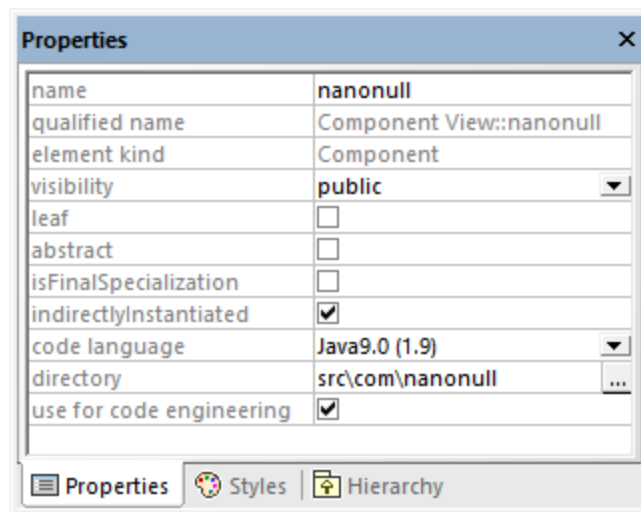 Properties
name nanonull
qualified name Component View::nanonull
element kind Component
visibility public
leaf
abstract
isFinalSpecialization
indirectlyInstantiated
code language Java9.0 (1.9)
directory src\com\nanonull ...
use for code engineering
Properties Styles Hierarchy